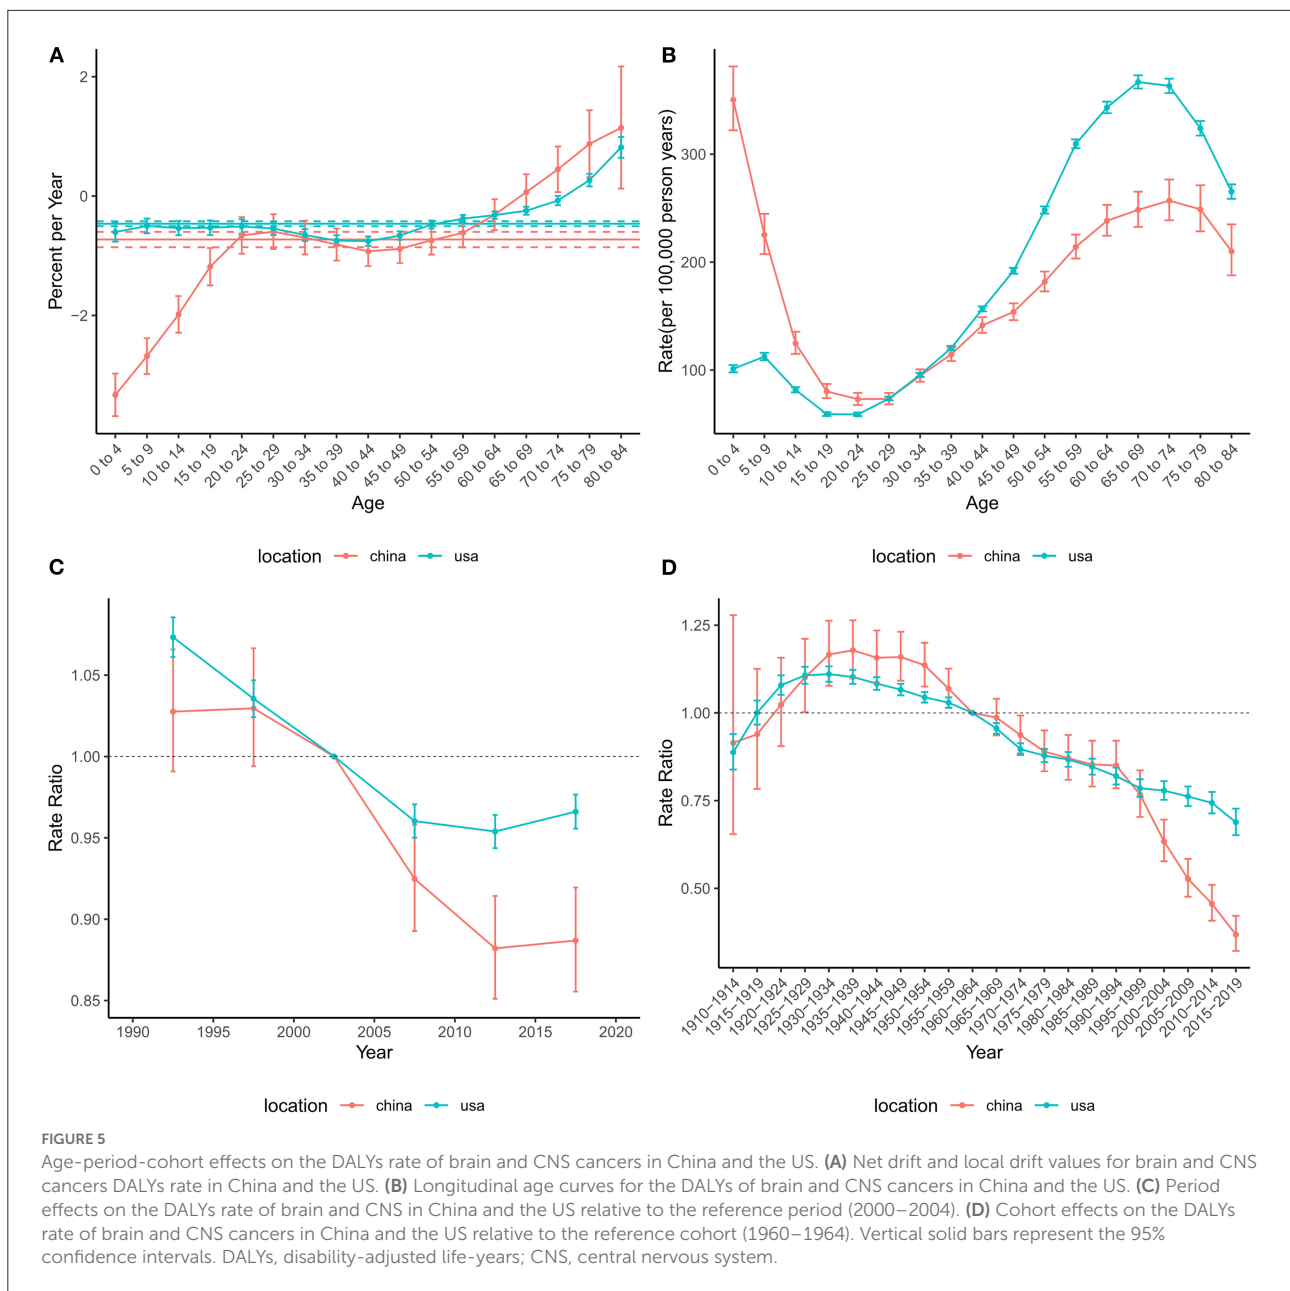 A
2
0
−2
Percent per Year
0 to 4
5 to 9
10 to 14
15 to 19
20 to 24
25 to 29
30 to 34
35 to 39
40 to 44
45 to 49
50 to 54
55 to 59
60 to 64
65 to 69
70 to 74
75 to 79
80 to 84
Age
location china usa
B
300
200
100
Rate(per 100,000 person years)
0 to 4
5 to 9
10 to 14
15 to 19
20 to 24
25 to 29
30 to 34
35 to 39
40 to 44
45 to 49
50 to 54
55 to 59
60 to 64
65 to 69
70 to 74
75 to 79
80 to 84
Age
location china usa
C
1.05
1.00
0.95
0.90
0.85
Rate Ratio
1990 1995 2000 2005 2010 2015 2020
Year
location china usa
D
1.25
1.00
0.75
0.50
Rate Ratio
1910−1914
1915−1919
1920−1924
1925−1929
1930−1934
1935−1939
1940−1944
1945−1949
1950−1954
1955−1959
1960−1964
1965−1969
1970−1974
1975−1979
1980−1984
1985−1989
1990−1994
1995−1999
2000−2004
2005−2009
2010−2014
2015−2019
Year
location china usa
FIGURE 5
Age-period-cohort effects on the DALYs rate of brain and CNS cancers in China and the US. (A) Net drift and local drift values for brain and CNS
cancers DALYs rate in China and the US. (B) Longitudinal age curves for the DALYs of brain and CNS cancers in China and the US. (C) Period
effects on the DALYs rate of brain and CNS in China and the US relative to the reference period (2000–2004). (D) Cohort effects on the DALYs
rate of brain and CNS cancers in China and the US relative to the reference cohort (1960–1964). Vertical solid bars represent the 95%
confidence intervals. DALYs, disability-adjusted life-years; CNS, central nervous system.